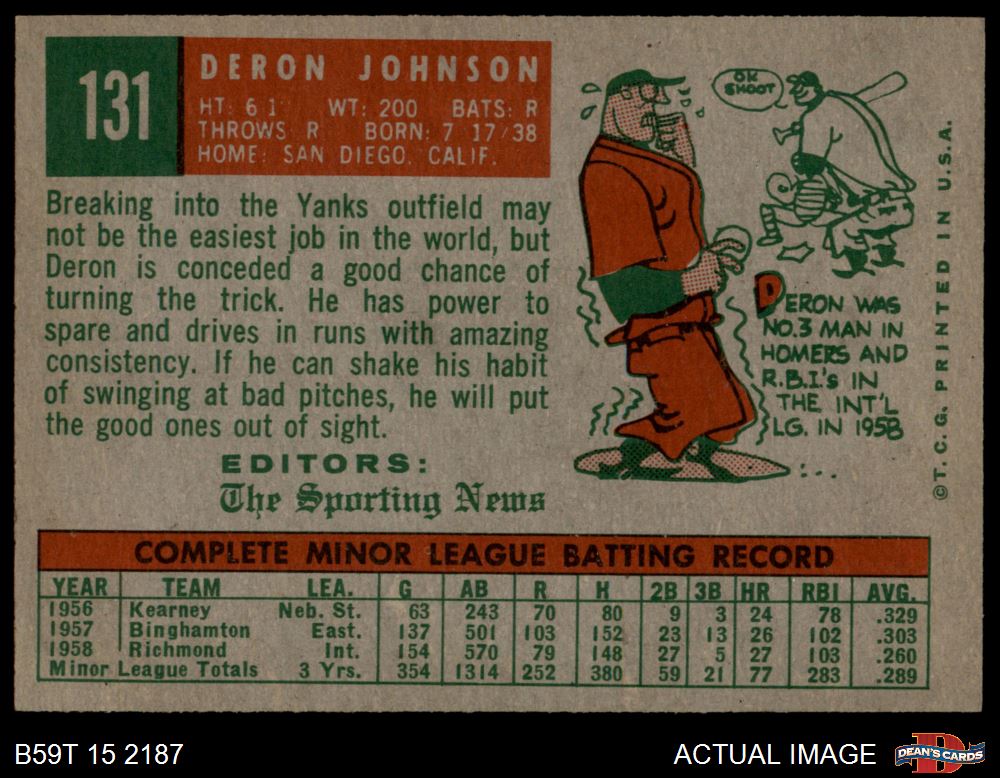 131
DERON JOHNSON
HT: 6 1 WT: 200 BATS: R
THROWS R BORN: 7 17/38
HOME: SAN DIEGO, CALIF.
Breaking into the Yanks outfield may
not be the easiest job in the world, but
Deron is conceded a good chance of
turning the trick. He has power to
spare and drives in runs with amazing
consistency. If he can shake his habit
of swinging at bad pitches, he will put
the good ones out of sight.
EDITORS:
The Sporting News
OK
SHOOT
DERON WAS
NO.3 MAN IN
HOMERS AND
R.B.I.'s IN
THE INT'L
LG. IN 1958
©T.C.G. PRINTED IN U.S.A.
COMPLETE MINOR LEAGUE BATTING RECORD
YEAR TEAM LEA. G AB R H 2B 3B HR RBI AVG.
1956 Kearney Neb. St. 63 243 70 80 9 3 24 78 .329
1957 Binghamton East. 137 501 103 152 23 13 26 102 .303
1958 Richmond Int. 154 570 79 148 27 5 27 103 .260
Minor League Totals 3 Yrs. 354 1314 252 380 59 21 77 283 .289
B59T 15 2187
ACTUAL IMAGE
DEAN'S CARDS